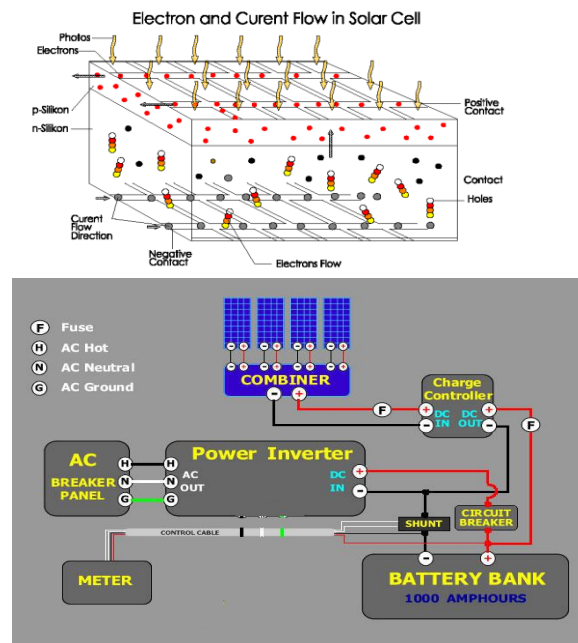 Electron and Curent Flow in Solar Cell
Photos
Electrons
p-Silikon
n-Silikon
Positive
Contact
Contact
Holes
Curent
Flow
Direction
Negative
Contact
Electrons Flow
F Fuse
H AC Hot
N AC Neutral
G AC Ground
− + − + − + − +
COMBINER
− +
F
Charge
Controller
+ DC DC +
IN OUT
− −
F
AC
BREAKER
PANEL
H H
N N
G G
Power Inverter
AC
OUT
DC +
IN −
SHUNT
CIRCUIT
BREAKER
CONTROL CABLE
METER
− +
BATTERY BANK
1000 AMPHOURS